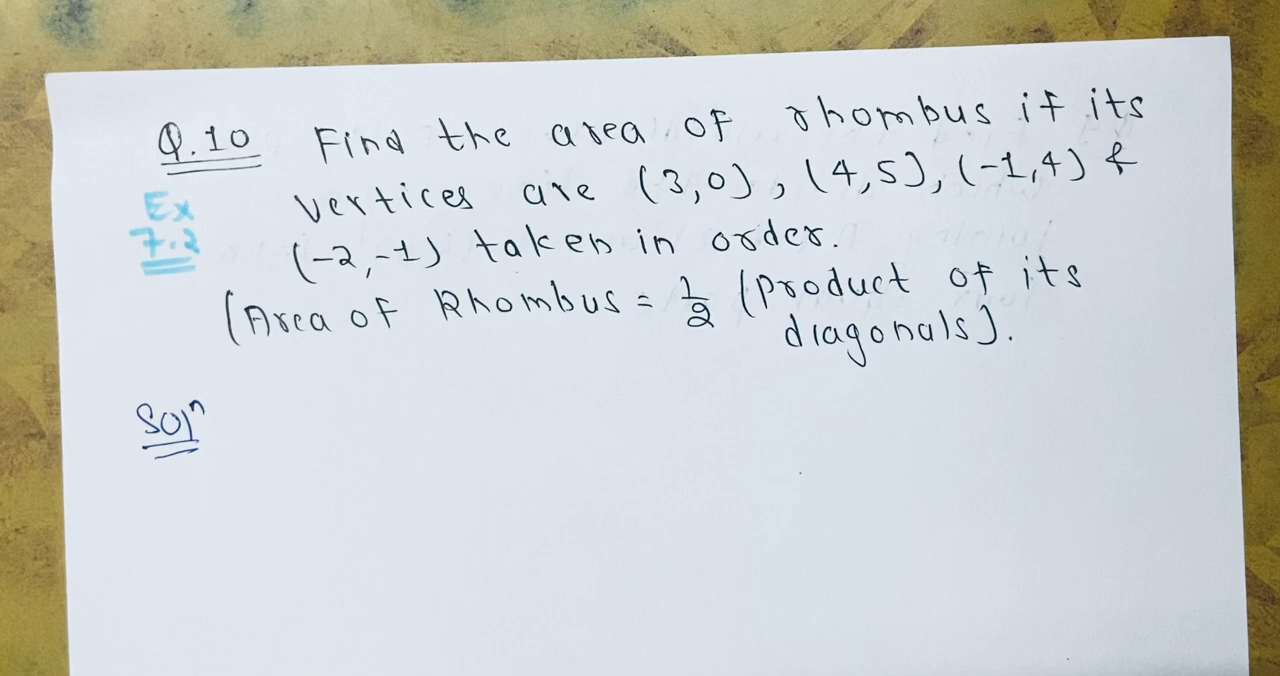 Q.10 Find the area of rhombus if its
Ex
7.2
vertices are (3,0), (4,5), (-1,4) &
(-2,-1) taken in order.
(Area of Rhombus = 1/2 (Product of its
diagonals).
Solⁿ